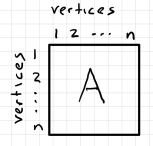 vertices
1 2 ... n
vertices
1
2
⋮
n
A